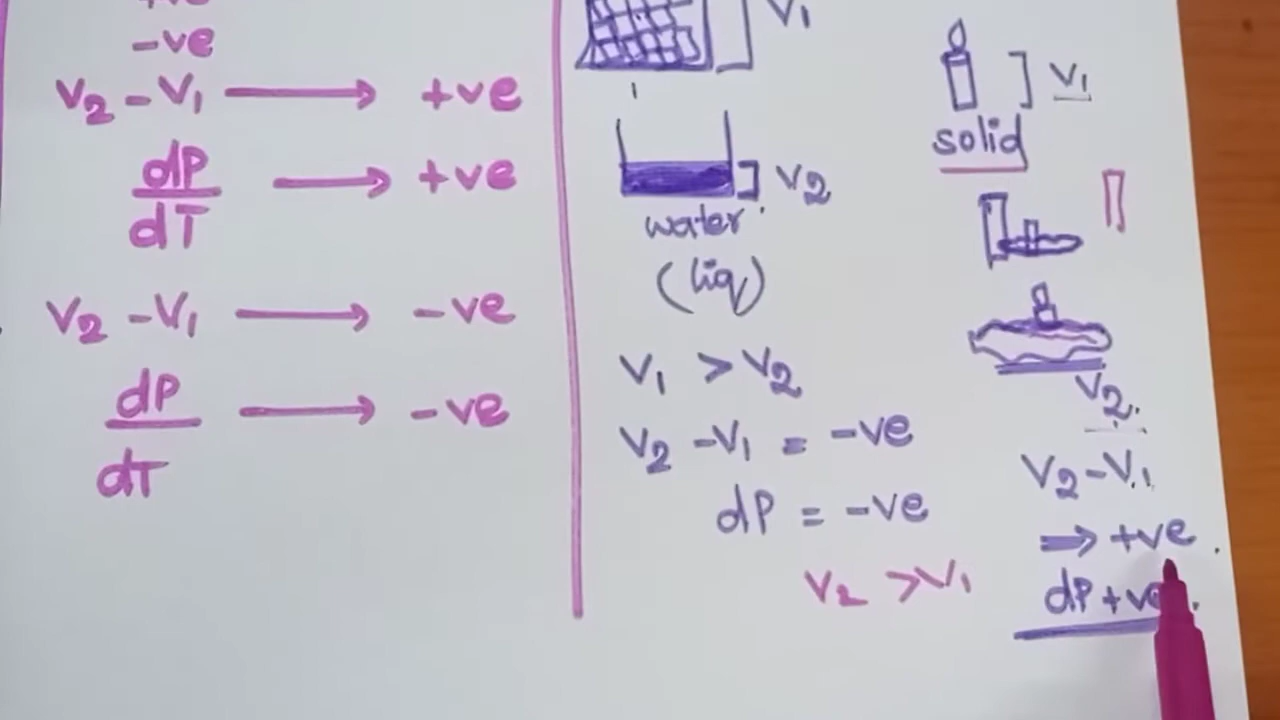 -ve
V₂ - V₁ ⟶ +ve
dP/dT ⟶ +ve
V₂ - V₁ ⟶ -ve
dP/dT ⟶ -ve
V₁
V₂
water
(liq)
V₁ > V₂
V₂ - V₁ = -ve
dP = -ve
V₂ > V₁
V₁
solid
V₂
V₂ - V₁
⇒ +ve
dP +ve